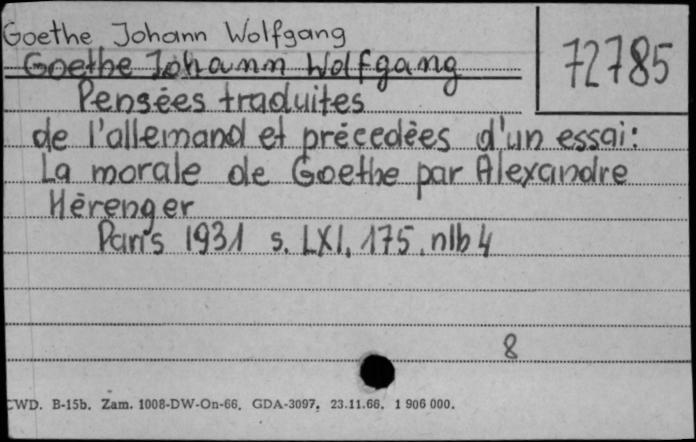 Goethe Johann Wolfgang
72785
Goethe Johann Wolfgang
Pensées traduites
de l'allemand et précedées d'un essai:
La morale de Goethe par Alexandre
Hérenger
Paris 1931 s. LXI, 175, nlb 4
8
CWD. B-15b. Zam. 1008-DW-On-66. GDA-3097. 23.11.66. 1 906 000.